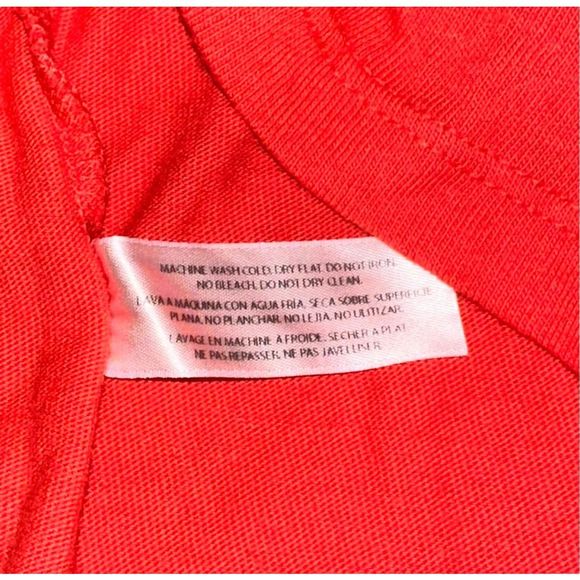 MACHINE WASH COLD. DRY FLAT. DO NOT IRON.
NO BLEACH. DO NOT DRY CLEAN.
LAVA A MAQUINA CON AGUA FRÍA. SECA SOBRE SUPERFICIE
PLANA. NO PLANCHAR. NO LEJIA. NO ULITIZAR.
LAVAGE EN MACHINE A FROIDE. SECHER A PLAT.
NE PAS REPASSER. NE PAS JAVELLISER.